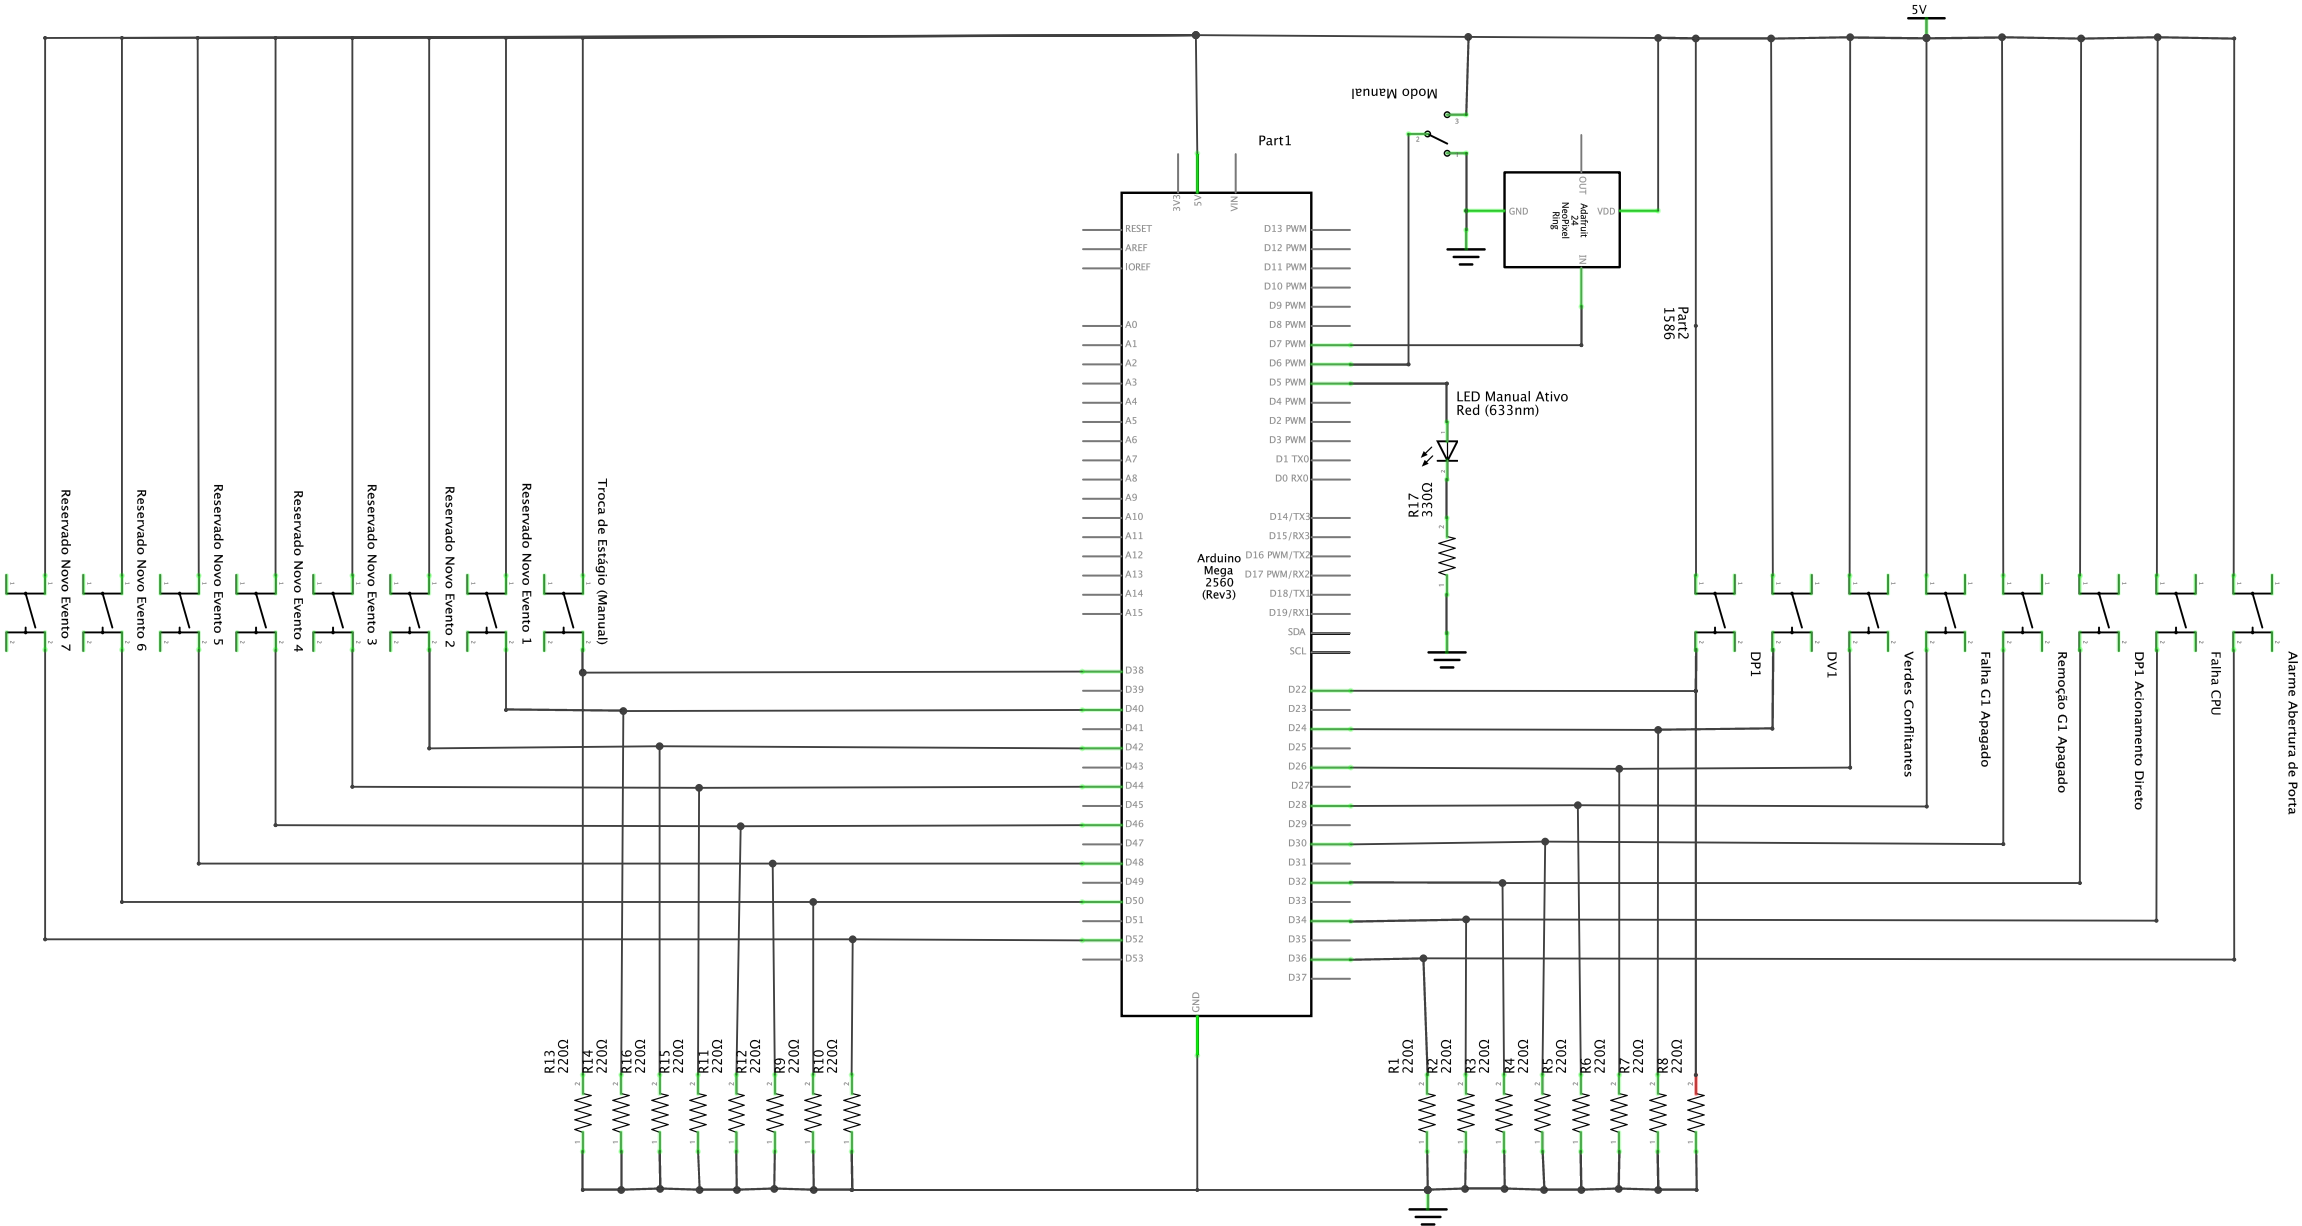 5V
Modo Manual
3
2
1
Part1
3V3
5V
VIN
OUT
GND
Adafruit
24
NeoPixel
Ring
VDD
IN
RESET
AREF
IOREF
A0
A1
A2
A3
A4
A5
A6
A7
A8
A9
A10
A11
A12
A13
A14
A15
D38
D39
D40
D41
D42
D43
D44
D45
D46
D47
D48
D49
D50
D51
D52
D53
Arduino
Mega
2560
(Rev3)
D13 PWM
D12 PWM
D11 PWM
D10 PWM
D9 PWM
D8 PWM
D7 PWM
D6 PWM
D5 PWM
D4 PWM
D2 PWM
D3 PWM
D1 TX0
D0 RX0
D14/TX3
D15/RX3
D16 PWM/TX2
D17 PWM/RX2
D18/TX1
D19/RX1
SDA
SCL
D22
D23
D24
D25
D26
D27
D28
D29
D30
D31
D32
D33
D34
D35
D36
D37
GND
Part2
1586
LED Manual Ativo
Red (633nm)
R17
330Ω
Reservado Novo Evento 7
Reservado Novo Evento 6
Reservado Novo Evento 5
Reservado Novo Evento 4
Reservado Novo Evento 3
Reservado Novo Evento 2
Reservado Novo Evento 1
Troca de Estágio (Manual)
DP1
DV1
Verdes Conflitantes
Falha G1 Apagado
Remoção G1 Apagado
DP1 Acionamento Direto
Falha CPU
Alarme Abertura de Porta
R13
220Ω
R14
220Ω
R16
220Ω
R15
220Ω
R11
220Ω
R12
220Ω
R9
220Ω
R10
220Ω
R1
220Ω
R2
220Ω
R3
220Ω
R4
220Ω
R5
220Ω
R6
220Ω
R7
220Ω
R8
220Ω